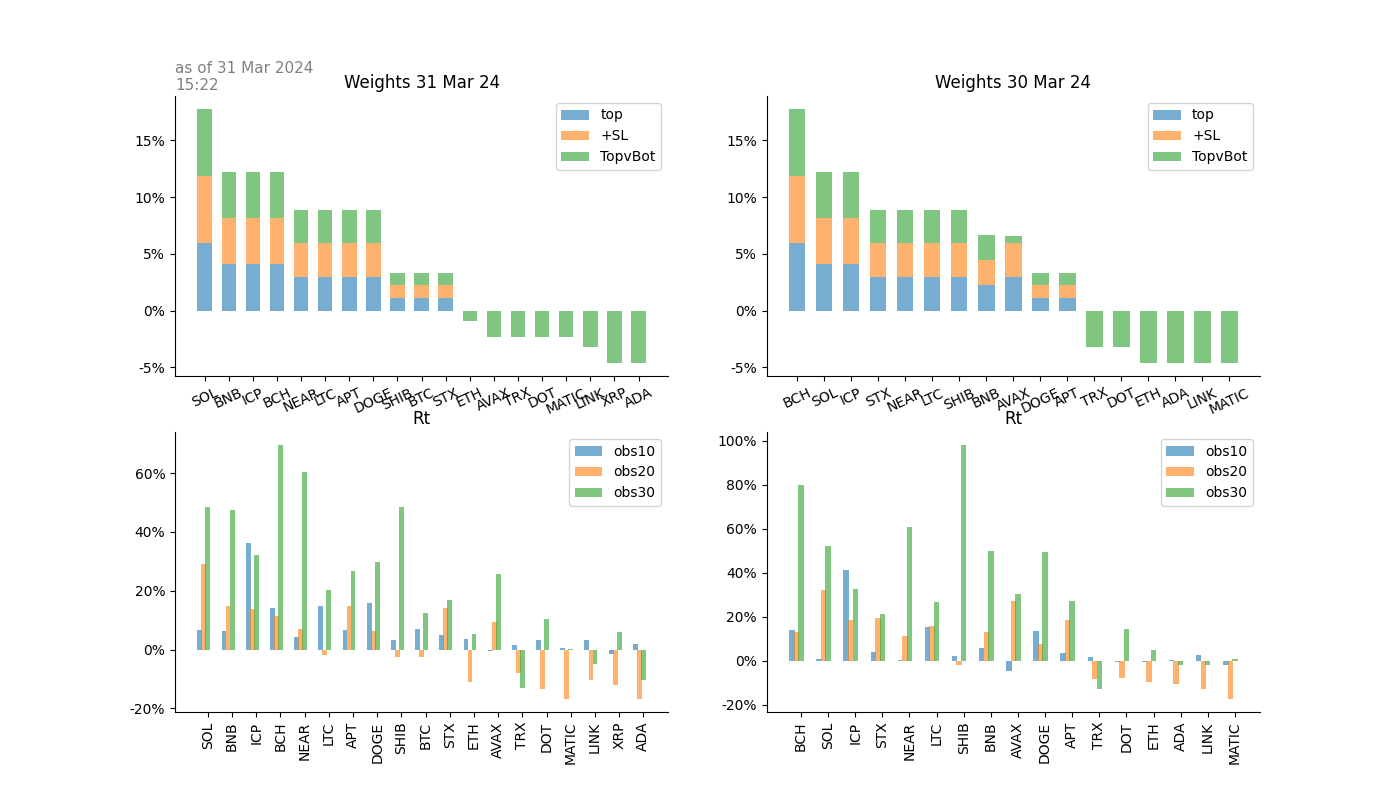 as of 31 Mar 2024
15:22
Weights 31 Mar 24
top
+SL
TopvBot
15%
10%
5%
0%
-5%
SOL BNB ICP BCH NEAR LTC APT DOGE SHIB BTC STX ETH AVAX TRX DOT MATIC LINK XRP ADA
Weights 30 Mar 24
top
+SL
TopvBot
15%
10%
5%
0%
-5%
BCH SOL ICP STX NEAR LTC SHIB BNB AVAX DOGE APT TRX DOT ETH ADA LINK MATIC
Rt
obs10
obs20
obs30
60%
40%
20%
0%
-20%
SOL BNB ICP BCH NEAR LTC APT DOGE SHIB BTC STX ETH AVAX TRX DOT MATIC LINK XRP ADA
Rt
obs10
obs20
obs30
100%
80%
60%
40%
20%
0%
-20%
BCH SOL ICP STX NEAR LTC SHIB BNB AVAX DOGE APT TRX DOT ETH ADA LINK MATIC